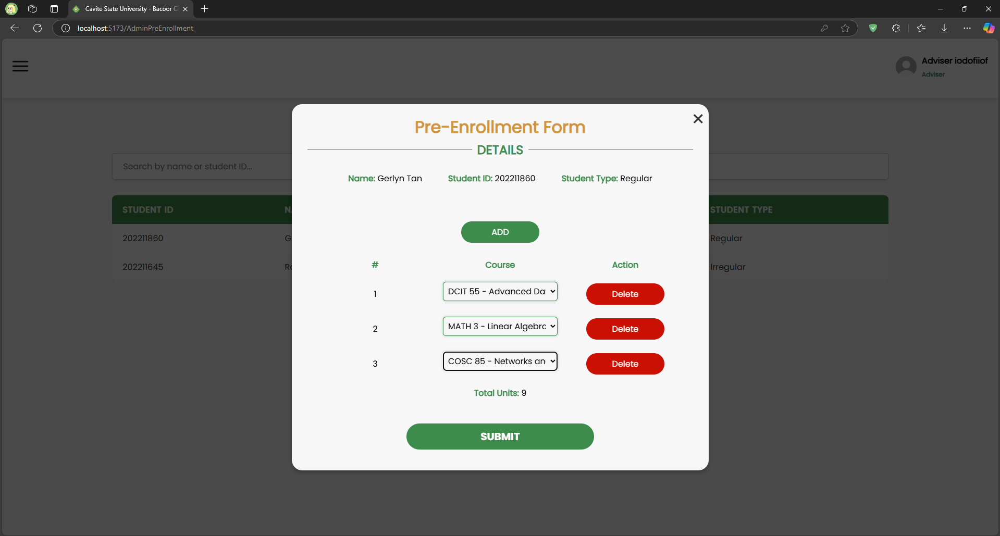 Cavite State University - Bacoor C
localhost:5173/AdminPreEnrollment
Adviser iodofiiof
Adviser
Pre-Enrollment Form
DETAILS
Search by name or student ID...
Name: Gerlyn Tan Student ID: 202211860 Student Type: Regular
STUDENT ID N STUDENT TYPE
202211860 G Regular
202211645 R Irregular
ADD
# Course Action
1 DCIT 55 - Advanced Da Delete
2 MATH 3 - Linear Algebra Delete
3 COSC 85 - Networks an Delete
Total Units: 9
SUBMIT